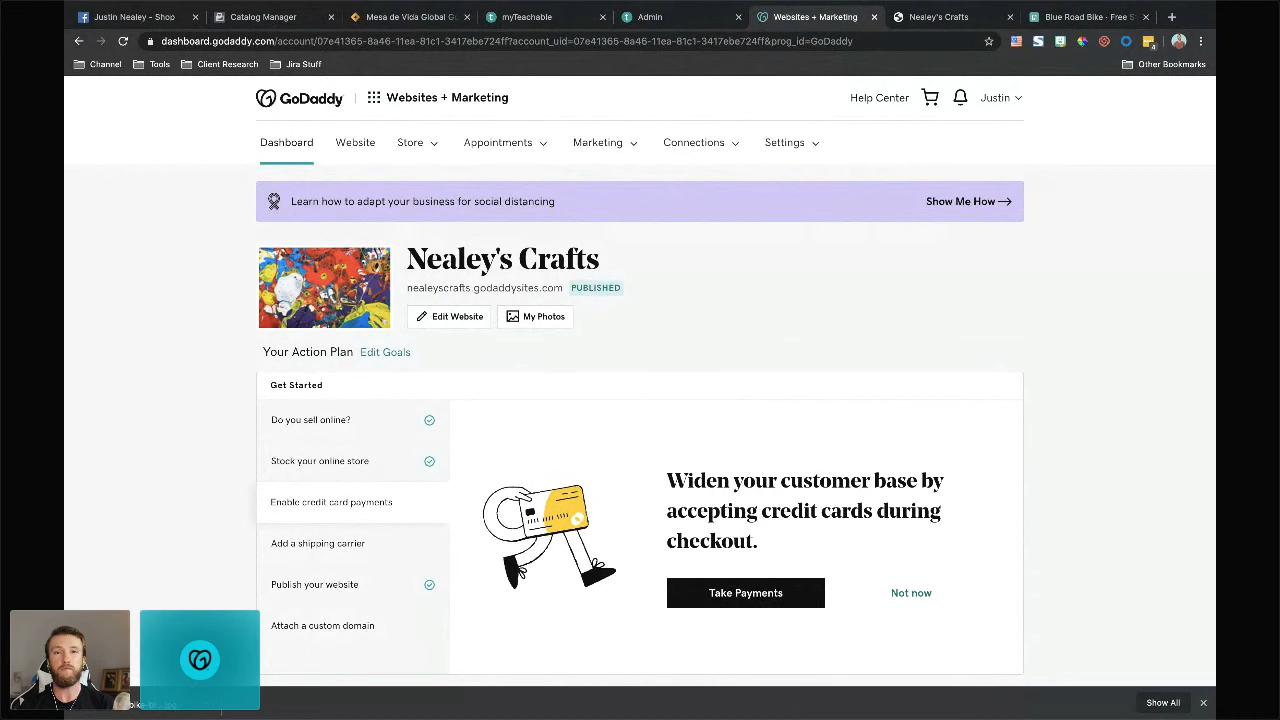 Justin Nealey - Shop
Catalog Manager
Mesa de Vida Global G
myTeachable
Admin
Websites + Marketing
Nealey's Crafts
Blue Road Bike - Free S
dashboard.godaddy.com/account/07e41365-8a46-11ea-81c1-3417ebe724ff?account_uid=07e41365-8a46-11ea-81c1-3417ebe724ff&prog_id=GoDaddy
Channel
Tools
Client Research
Jira Stuff
Other Bookmarks
GoDaddy
Websites + Marketing
Help Center
Justin
Dashboard
Website
Store
Appointments
Marketing
Connections
Settings
Learn how to adapt your business for social distancing
Show Me How
Nealey's Crafts
nealeyscrafts.godaddysites.com
PUBLISHED
Edit Website
My Photos
Your Action Plan
Edit Goals
Get Started
Do you sell online?
Stock your online store
Enable credit card payments
Add a shipping carrier
Publish your website
Attach a custom domain
Widen your customer base by
accepting credit cards during
checkout.
Take Payments
Not now
Show All